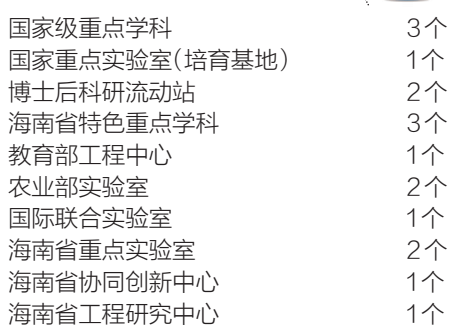 国家级重点学科 3个
国家重点实验室(培育基地) 1个
博士后科研流动站 2个
海南省特色重点学科 3个
教育部工程中心 1个
农业部实验室 2个
国际联合实验室 1个
海南省重点实验室 2个
海南省协同创新中心 1个
海南省工程研究中心 1个